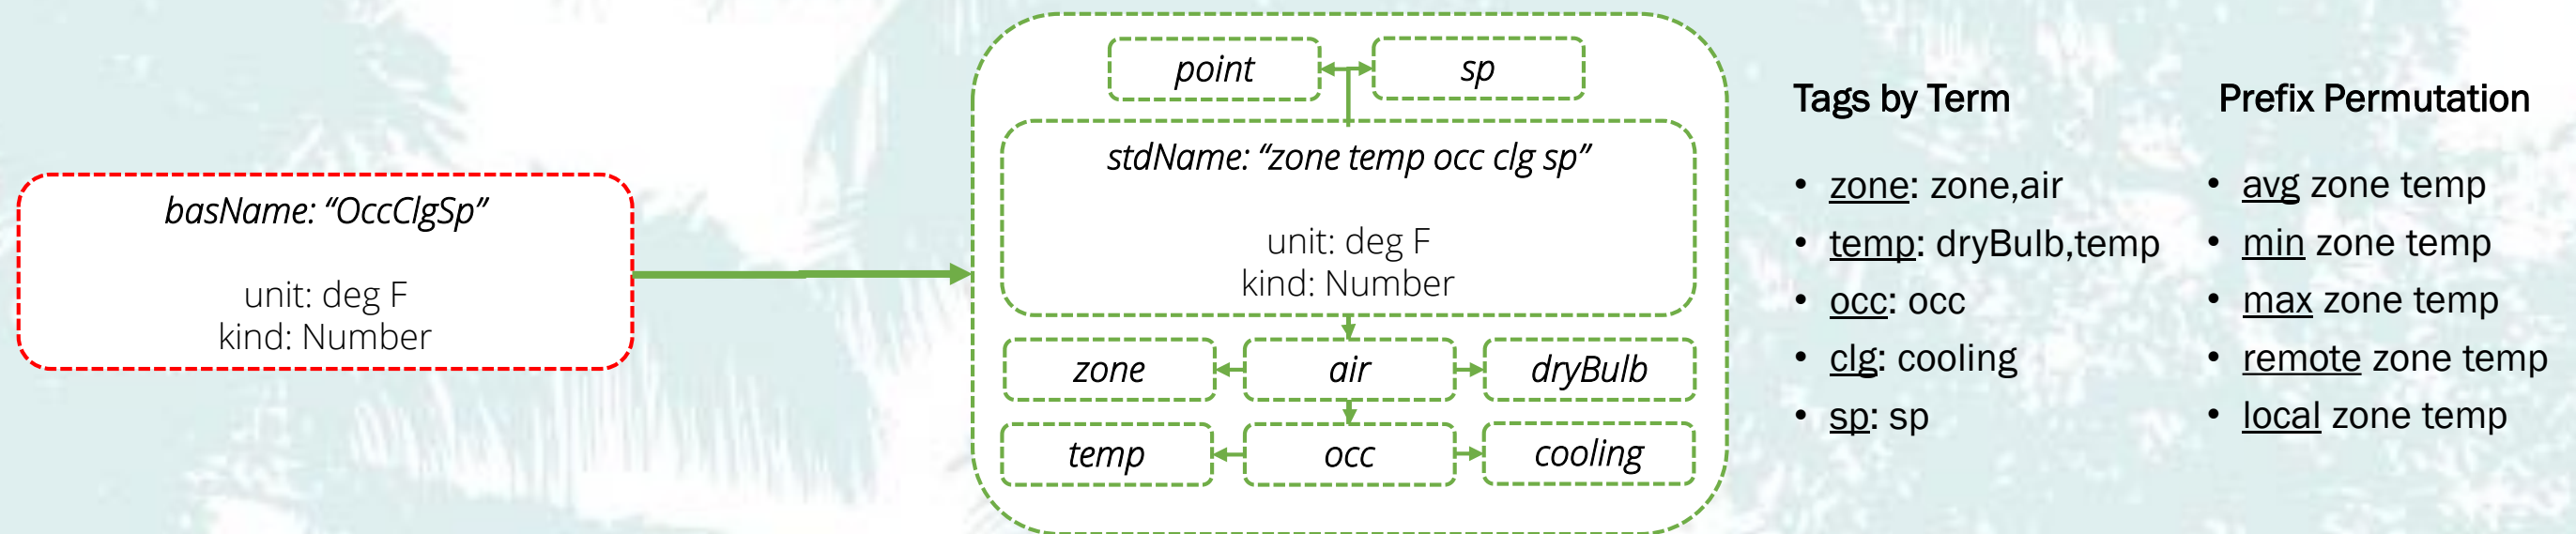 basName: “OccClgSp”
unit: deg F
kind: Number
point
sp
stdName: “zone temp occ clg sp”
unit: deg F
kind: Number
zone
air
dryBulb
temp
occ
cooling
Tags by Term
• zone: zone,air
• temp: dryBulb,temp
• occ: occ
• clg: cooling
• sp: sp
Prefix Permutation
• avg zone temp
• min zone temp
• max zone temp
• remote zone temp
• local zone temp